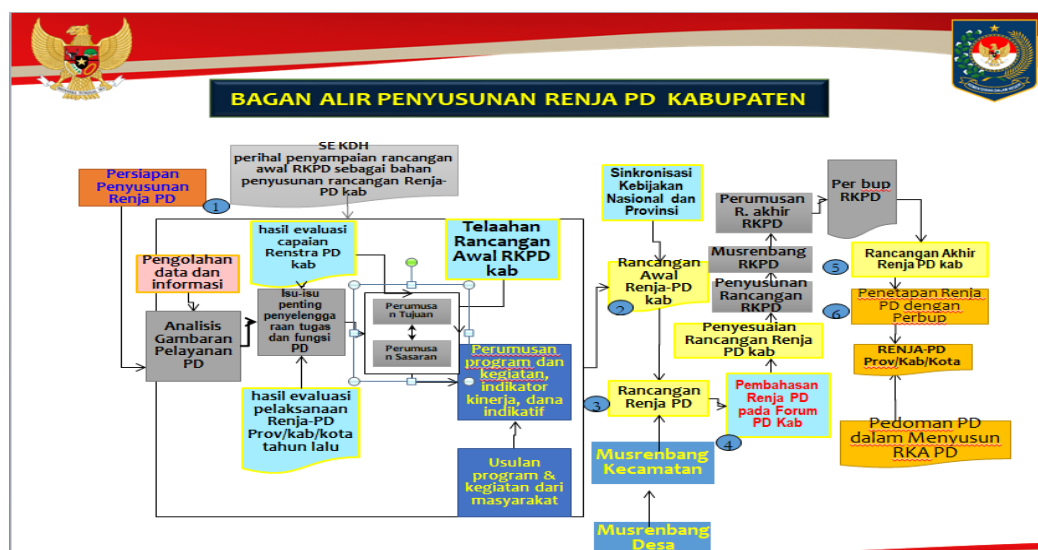 BAGAN ALIR PENYUSUNAN RENJA PD KABUPATEN
SE KDH
perihal penyampaian rancangan
awal RKPD sebagai bahan
penyusunan rancangan Renja-
PD kab
Persiapan
Penyusunan
Renja PD
1
hasil evaluasi
capaian
Renstra PD
kab
Telaahan
Rancangan
Awal RKPD
kab
Pengolahan
data dan
informasi
Analisis
Gambaran
Pelayanan
PD
Isu-isu
penting
penyelengga
raan tugas
dan fungsi
PD
Perumusa
n Tujuan
Perumusa
n Sasaran
hasil evaluasi
pelaksanaan
Renja-PD
Prov/kab/kota
tahun lalu
Perumusan
program dan
kegiatan,
indikator
kinerja, dana
indikatif
Usulan
program &
kegiatan dari
masyarakat
Sinkronisasi
Kebijakan
Nasional dan
Provinsi
Rancangan
Awal
Renja-PD
kab
2
3
Rancangan
Renja PD
Musrenbang
Kecamatan
Musrenbang
Desa
Perumusan
R. akhir
RKPD
Musrenbang
RKPD
Penyusunan
Rancangan
RKPD
Penyesuaian
Rancangan Renja
PD kab
Pembahasan
Renja PD
pada Forum
PD Kab
4
Per bup
RKPD
5
Rancangan Akhir
Renja PD kab
6
Penetapan Renja
PD dengan
Perbup
RENJA-PD
Prov/Kab/Kota
Pedoman PD
dalam Menyusun
RKA PD